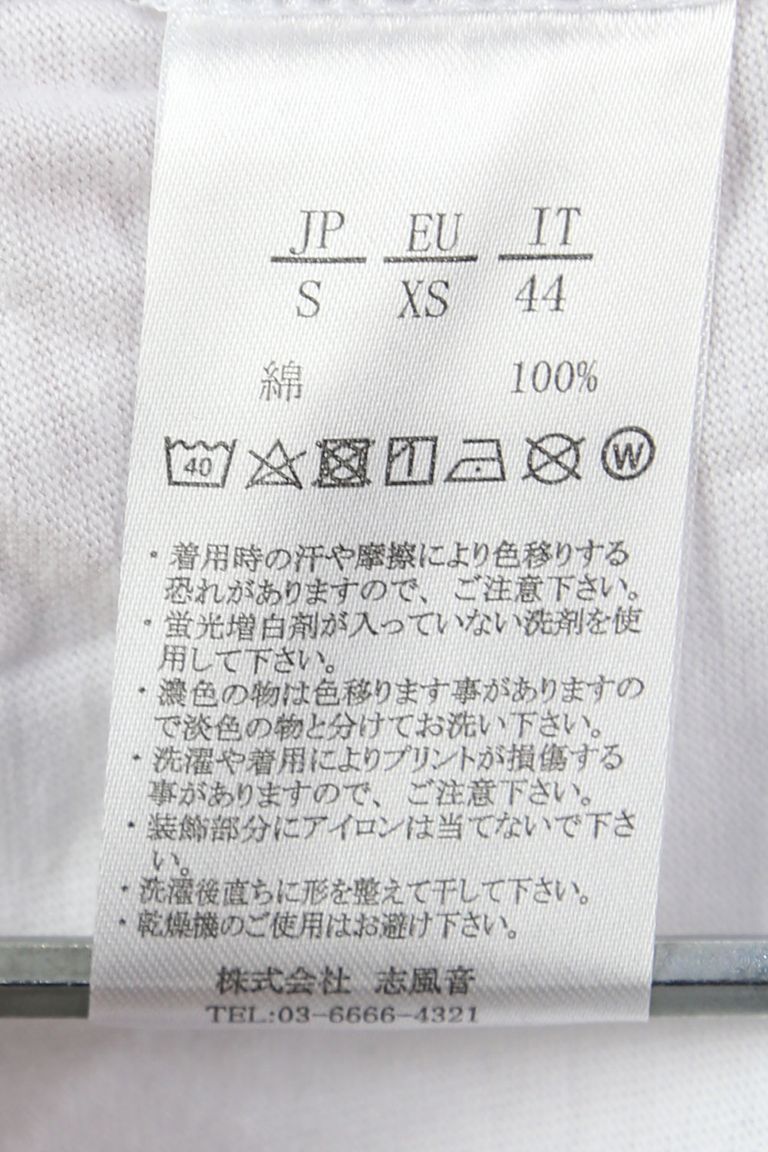 JP EU IT
S XS 44
綿 100%
40 W
・着用時の汗や摩擦により色移りする
恐れがありますので、ご注意下さい。
・蛍光増白剤が入っていない洗剤を使
用して下さい。
・濃色の物は色移ります事がありますの
で淡色の物と分けてお洗い下さい。
・洗濯や着用によりプリントが損傷する
事がありますので、ご注意下さい。
・装飾部分にアイロンは当てないで下さ
い。
・洗濯後直ちに形を整えて干して下さい。
・乾燥機のご使用はお避け下さい。
株式会社 志風音
TEL:03-6666-4321